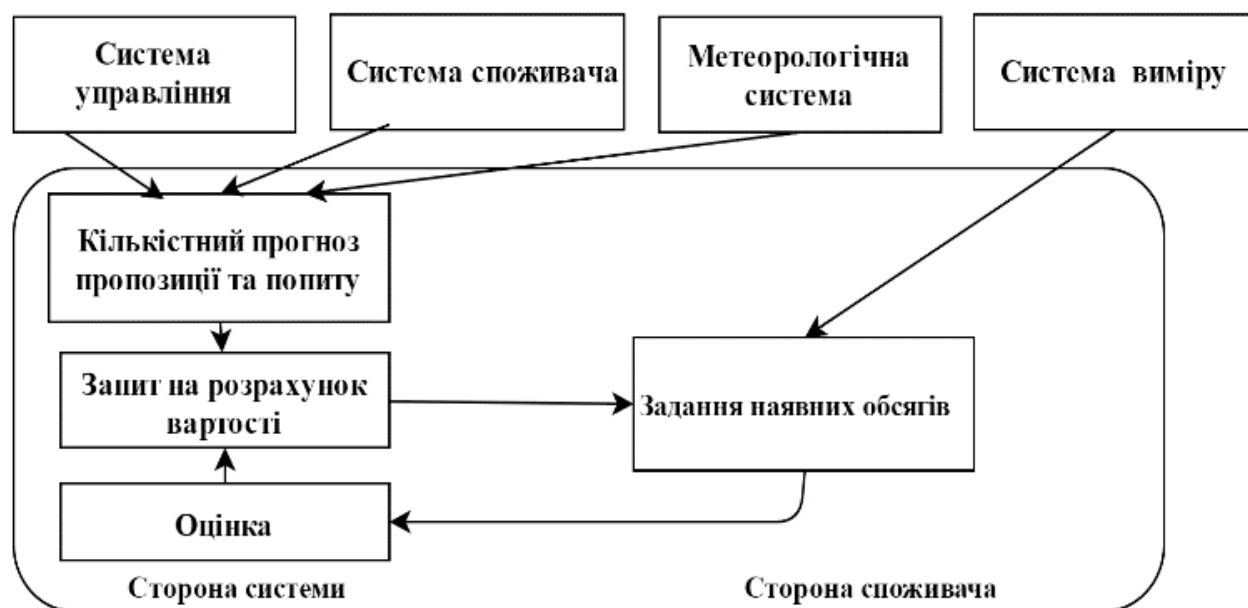 Система
управління
Система споживача
Метеорологічна
система
Система виміру
Кількістний прогноз
пропозиції та попиту
Запит на розрахунок
вартості
Задання наявних обсягів
Оцінка
Сторона системи
Сторона споживача